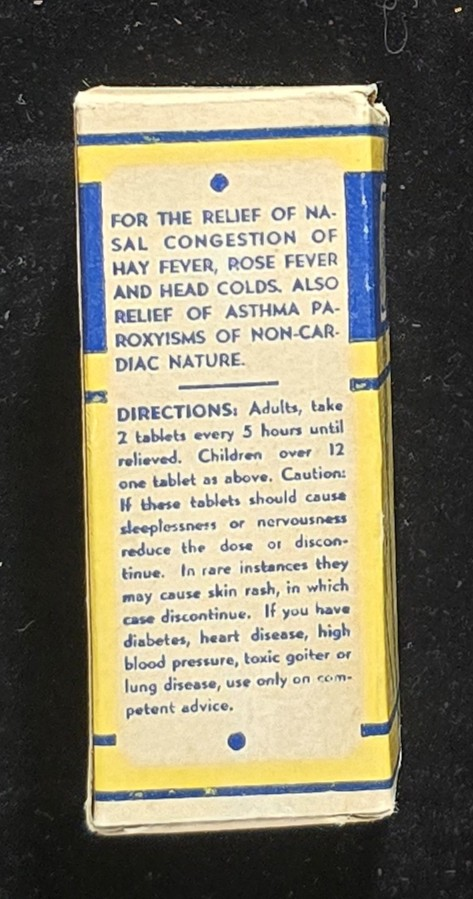 FOR THE RELIEF OF NA-
SAL CONGESTION OF
HAY FEVER, ROSE FEVER
AND HEAD COLDS. ALSO
RELIEF OF ASTHMA PA-
ROXYISMS OF NON-CAR-
DIAC NATURE.
DIRECTIONS: Adults, take
2 tablets every 5 hours until
relieved. Children over 12
one tablet as above. Caution:
If these tablets should cause
sleeplessness or nervousness
reduce the dose or discon-
tinue. In rare instances they
may cause skin rash, in which
case discontinue. If you have
diabetes, heart disease, high
blood pressure, toxic goiter or
lung disease, use only on com-
petent advice.